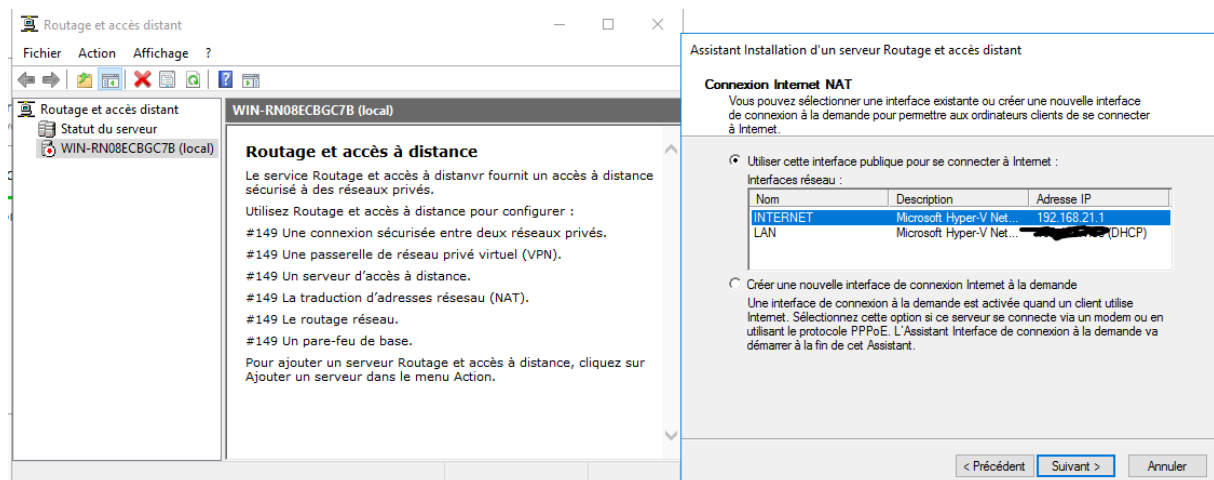 Routage et accès distant
Fichier Action Affichage ?
Routage et accès distant
Statut du serveur
WIN-RN08ECBGC7B (local)
WIN-RN08ECBGC7B (local)
Routage et accès à distance
Le service Routage et accès à distanvr fournit un accès à distance
sécurisé à des réseaux privés.
Utilisez Routage et accès à distance pour configurer :
#149 Une connexion sécurisée entre deux réseaux privés.
#149 Une passerelle de réseau privé virtuel (VPN).
#149 Un serveur d’accès à distance.
#149 La traduction d’adresses résesau (NAT).
#149 Le routage réseau.
#149 Un pare-feu de base.
Pour ajouter un serveur Routage et accès à distance, cliquez sur
Ajouter un serveur dans le menu Action.
Assistant Installation d'un serveur Routage et accès distant
Connexion Internet NAT
Vous pouvez sélectionner une interface existante ou créer une nouvelle interface
de connexion à la demande pour permettre aux ordinateurs clients de se connecter
à Internet.
Utiliser cette interface publique pour se connecter à Internet :
Interfaces réseau :
Nom Description Adresse IP
INTERNET Microsoft Hyper-V Net... 192.168.21.1
LAN Microsoft Hyper-V Net... (DHCP)
Créer une nouvelle interface de connexion Internet à la demande
Une interface de connexion à la demande est activée quand un client utilise
Internet. Sélectionnez cette option si ce serveur se connecte via un modem ou en
utilisant le protocole PPPoE. L'Assistant Interface de connexion à la demande va
démarrer à la fin de cet Assistant.
< Précédent Suivant > Annuler